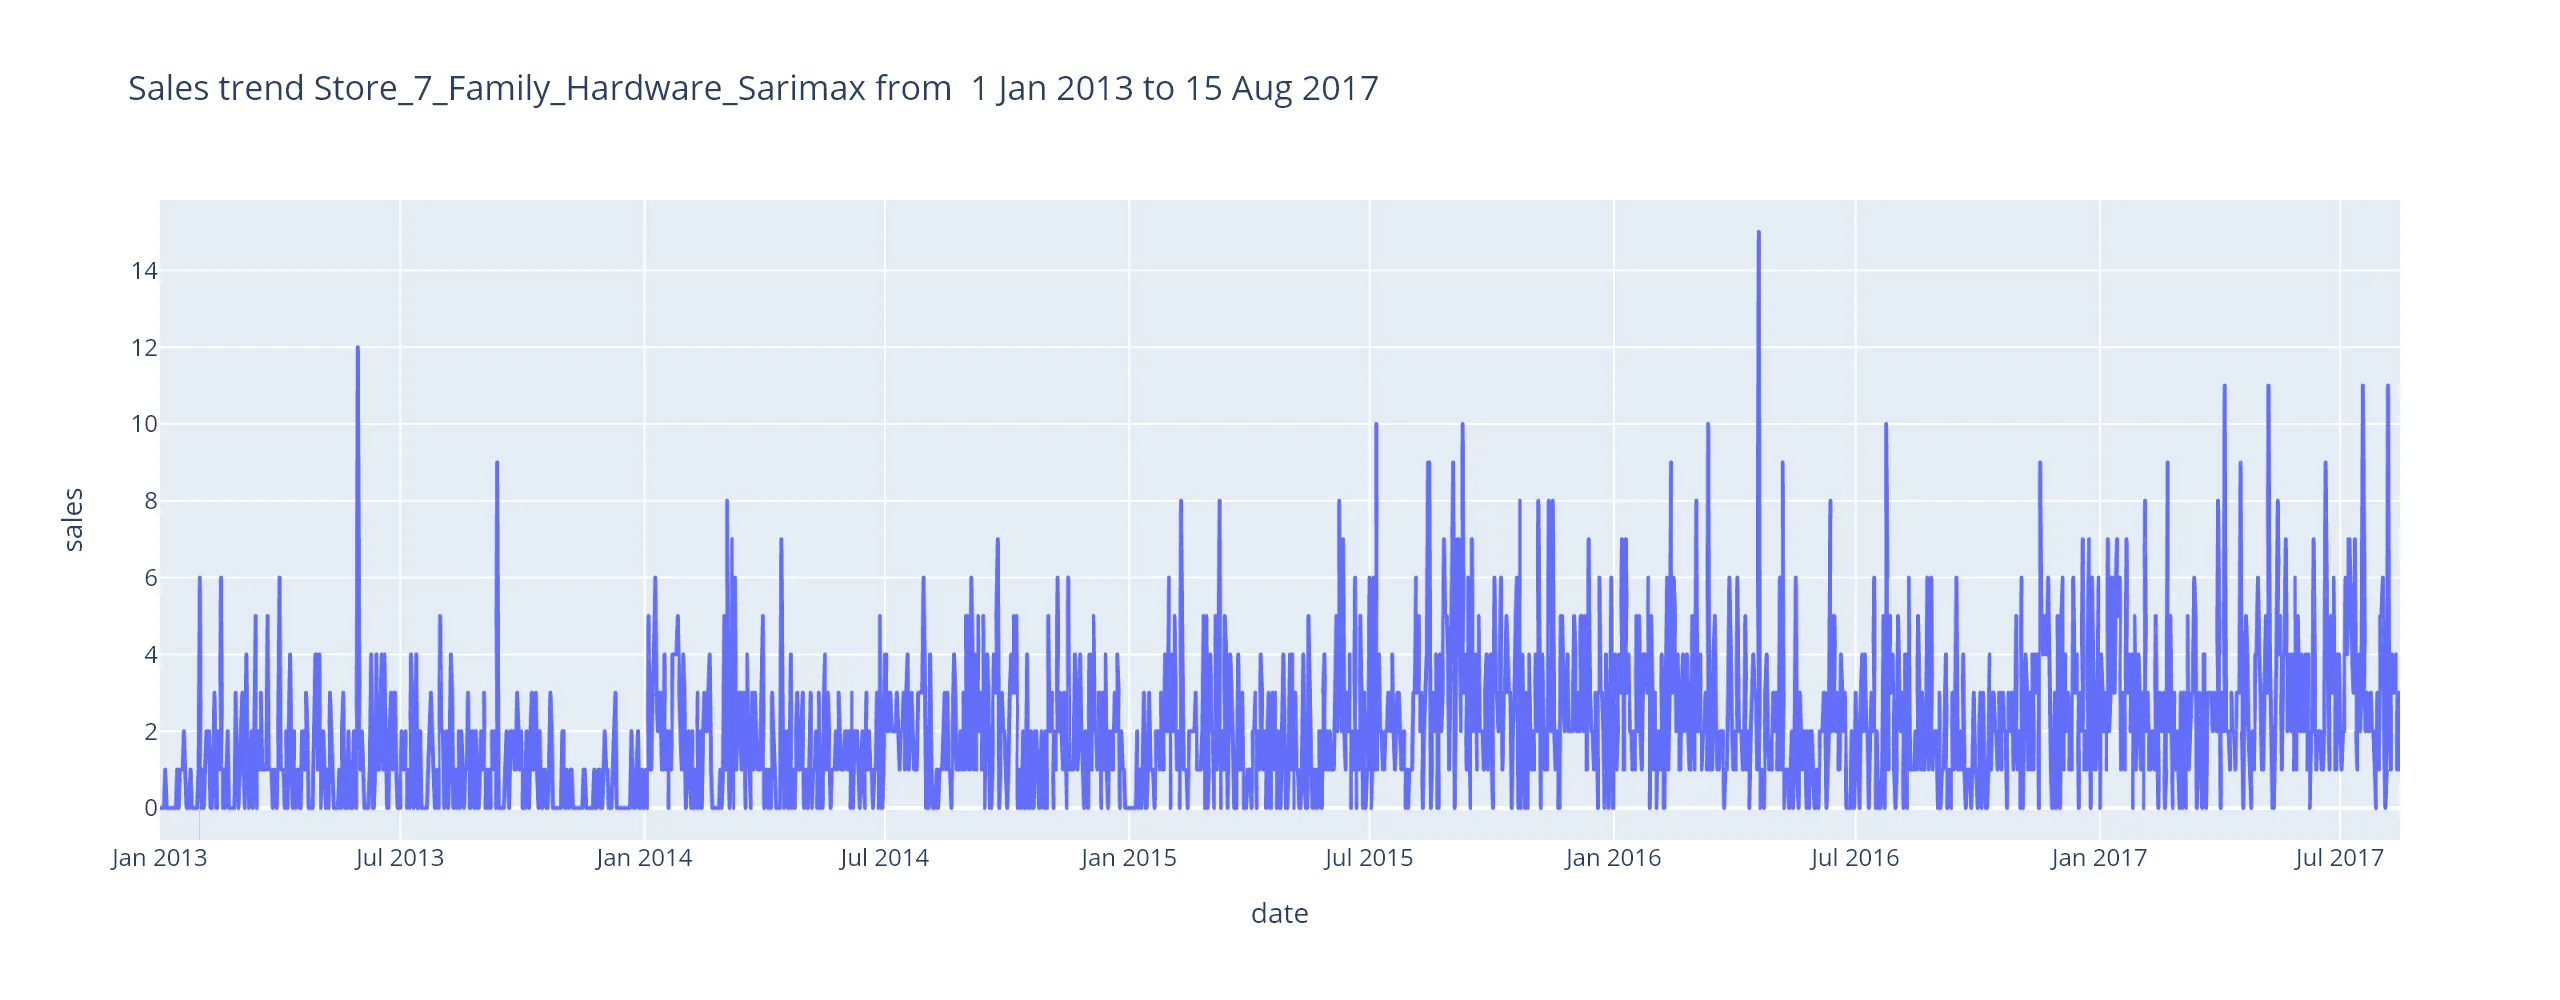 Sales trend Store_7_Family_Hardware_Sarimax from  1 Jan 2013 to 15 Aug 2017
14
12
10
8
6
4
2
0
sales
Jan 2013 Jul 2013 Jan 2014 Jul 2014 Jan 2015 Jul 2015 Jan 2016 Jul 2016 Jan 2017 Jul 2017
date